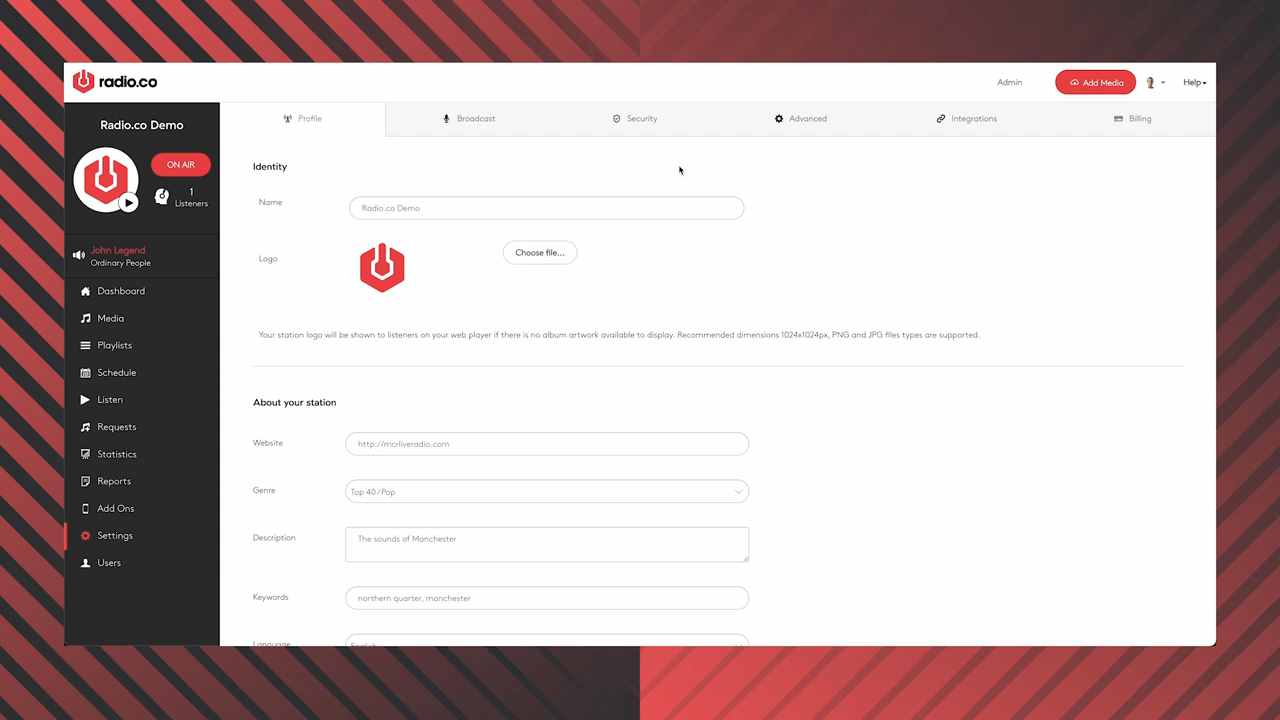 radio.co
Admin
Add Media
Help
Radio.co Demo
ON AIR
1
Listeners
John Legend
Ordinary People
Dashboard
Media
Playlists
Schedule
Listen
Requests
Statistics
Reports
Add Ons
Settings
Users
Profile
Broadcast
Security
Advanced
Integrations
Billing
Identity
Name
Radio.co Demo
Logo
Choose file...
Your station logo will be shown to listeners on your web player if there is no album artwork available to display. Recommended dimensions 1024x1024px, PNG and JPG files types are supported.
About your station
Website
http://mcrliveradio.com
Genre
Top 40/Pop
Description
The sounds of Manchester
Keywords
northern quarter, manchester
Language
English